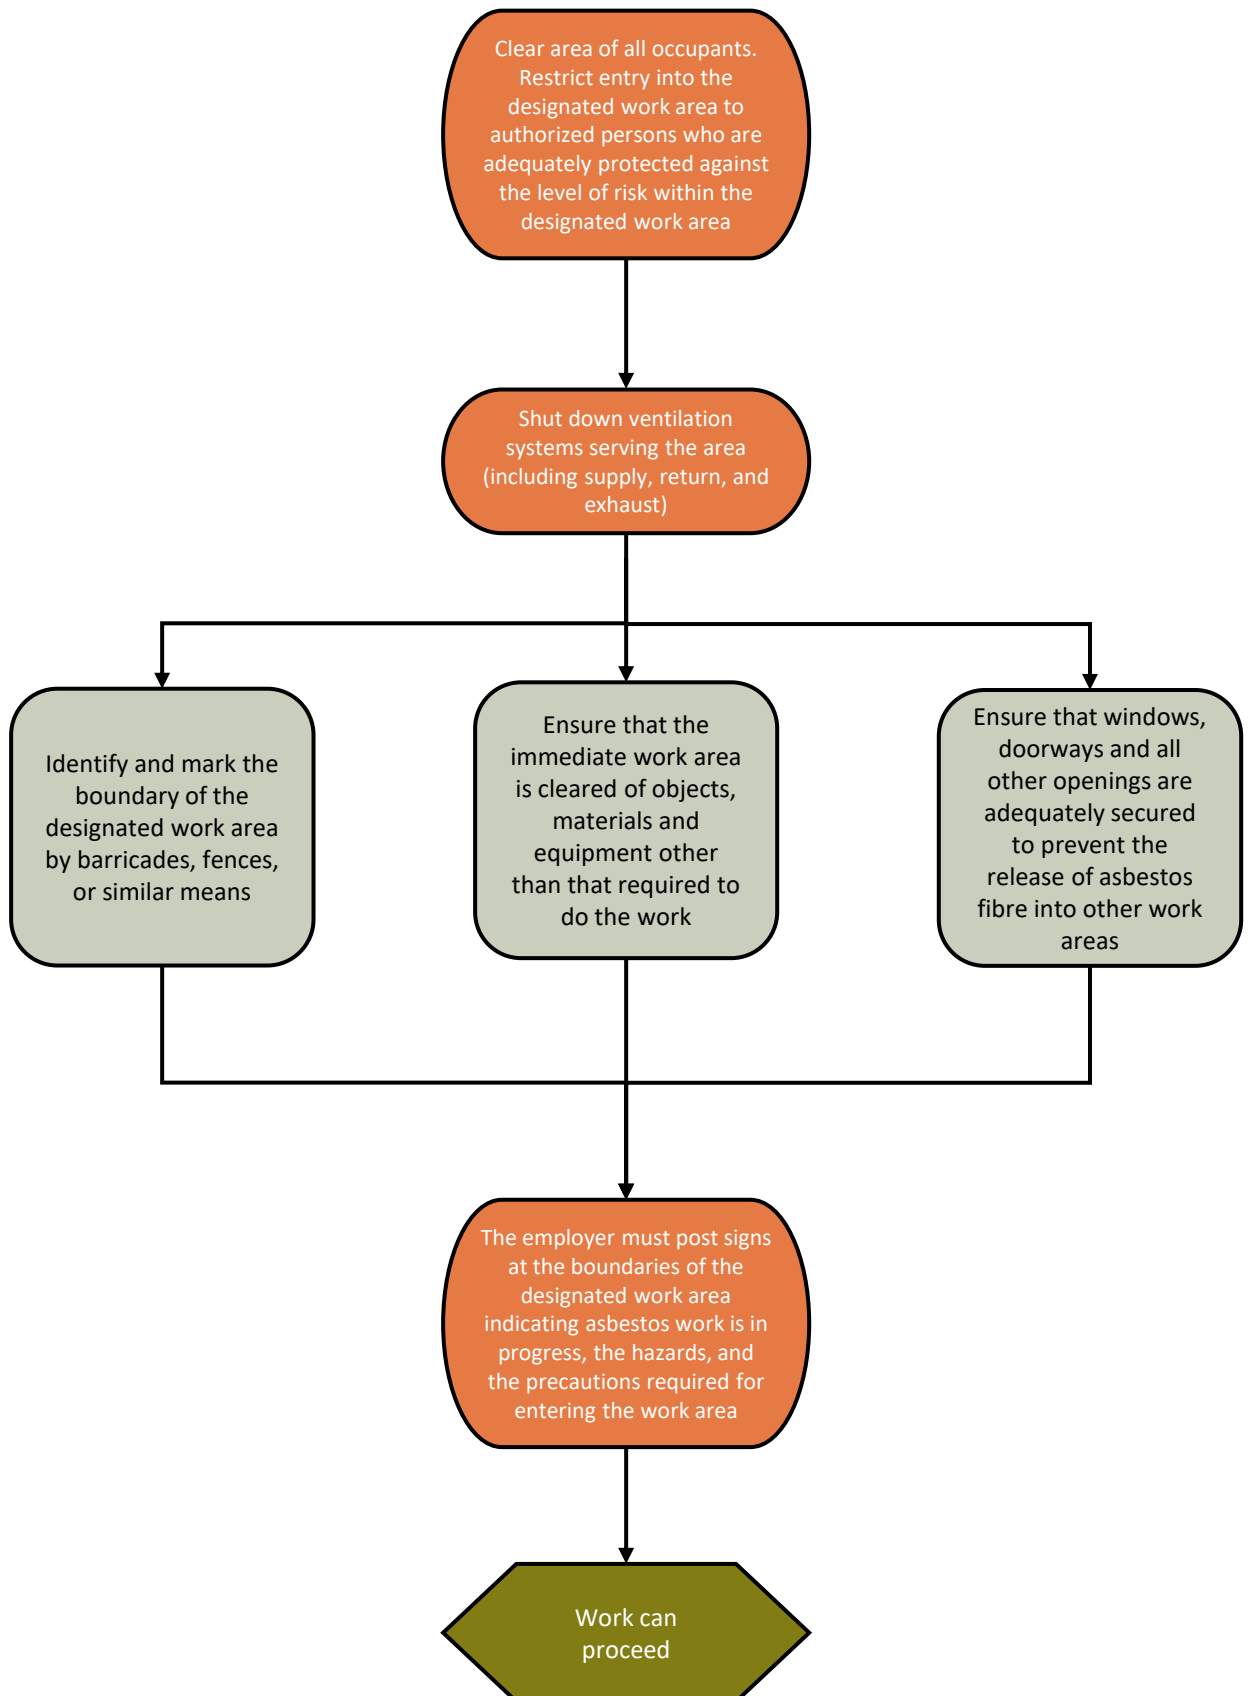 Clear area of all occupants.
Restrict entry into the
designated work area to
authorized persons who are
adequately protected against
the level of risk within the
designated work area
Shut down ventilation
systems serving the area
(including supply, return, and
exhaust)
Identify and mark the
boundary of the
designated work area
by barricades, fences,
or similar means
Ensure that the
immediate work area
is cleared of objects,
materials and
equipment other
than that required to
do the work
Ensure that windows,
doorways and all
other openings are
adequately secured
to prevent the
release of asbestos
fibre into other work
areas
The employer must post signs
at the boundaries of the
designated work area
indicating asbestos work is in
progress, the hazards, and
the precautions required for
entering the work area
Work can
proceed